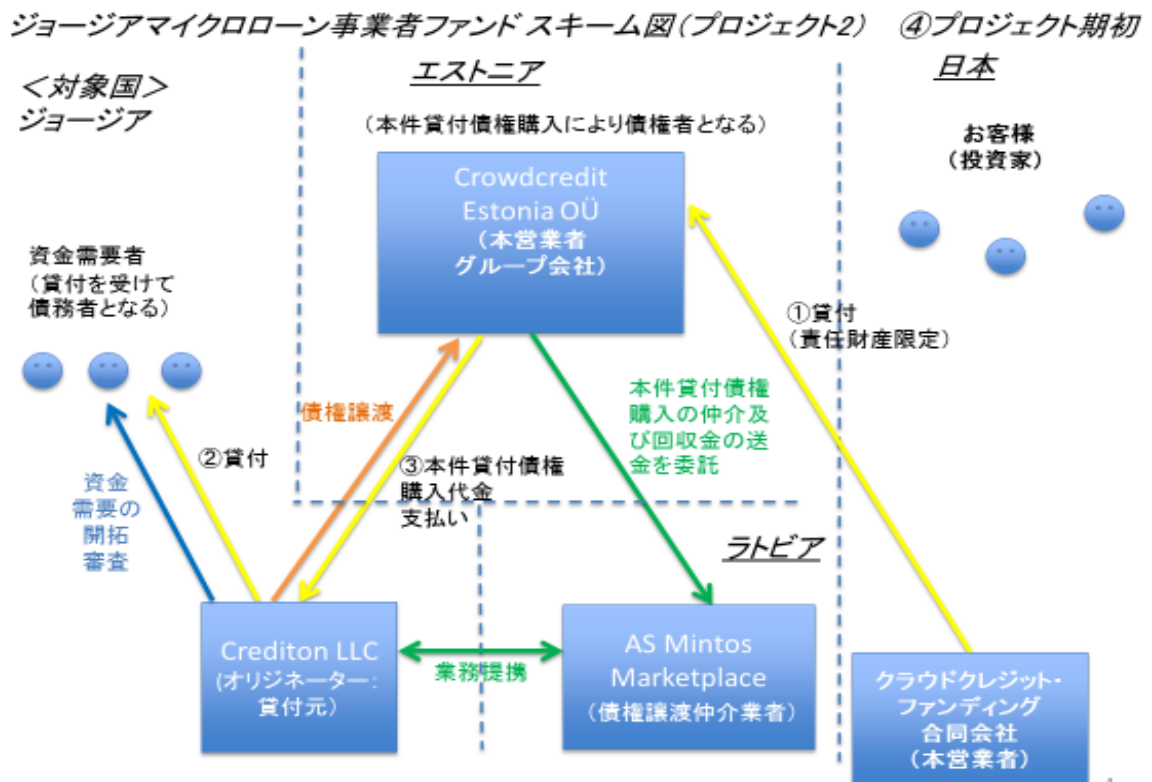 ジョージアマイクロローン事業者ファンド スキーム図(プロジェクト2) ④プロジェクト期初
<対象国>
ジョージア
エストニア
日本
(本件貸付債権購入により債権者となる)
お客様
(投資家)
Crowdcredit
Estonia OÜ
(本営業者
グループ会社)
資金需要者
(貸付を受けて
債務者となる)
①貸付
(責任財産限定)
債権譲渡
本件貸付債権
購入の仲介及
び回収金の送
金を委託
②貸付
③本件貸付債権
購入代金
支払い
資金
需要の
開拓
審査
ラトビア
Crediton LLC
(オリジネーター:
貸付元)
業務提携
AS Mintos
Marketplace
(債権譲渡仲介業者)
クラウドクレジット・
ファンディング
合同会社
(本営業者)